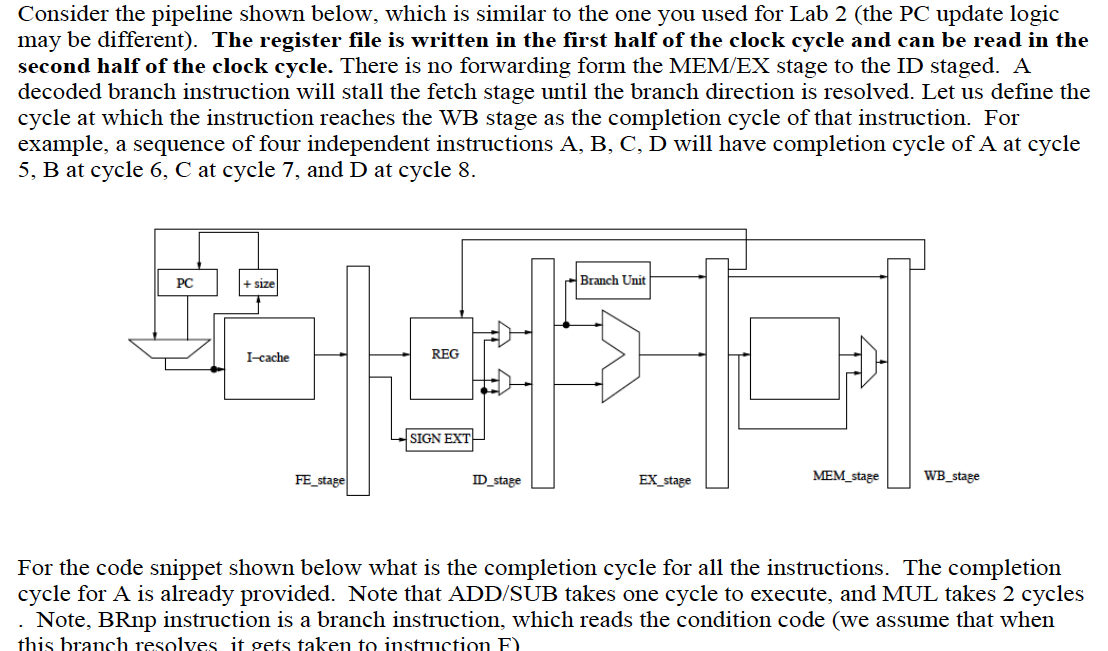 Consider the pipeline shown below, which is similar to the one you used for Lab 2 (the PC update logic
may be different).  The register file is written in the first half of the clock cycle and can be read in the
second half of the clock cycle. There is no forwarding form the MEM/EX stage to the ID staged.  A
decoded branch instruction will stall the fetch stage until the branch direction is resolved. Let us define the
cycle at which the instruction reaches the WB stage as the completion cycle of that instruction.  For
example, a sequence of four independent instructions A, B, C, D will have completion cycle of A at cycle
5, B at cycle 6, C at cycle 7, and D at cycle 8.
PC
+ size
Branch Unit
I-cache
REG
SIGN EXT
FE_stage
ID_stage
EX_stage
MEM_stage
WB_stage
For the code snippet shown below what is the completion cycle for all the instructions.  The completion
cycle for A is already provided.  Note that ADD/SUB takes one cycle to execute, and MUL takes 2 cycles
.  Note, BRnp instruction is a branch instruction, which reads the condition code (we assume that when
this branch resolves, it gets taken to instruction F)